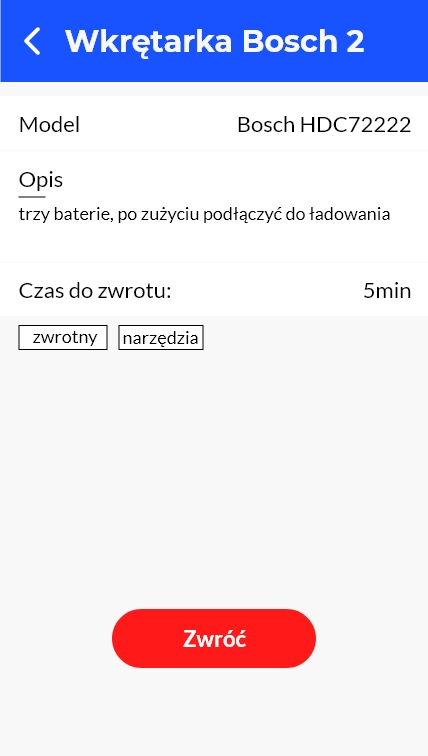 Wkrętarka Bosch 2
Model Bosch HDC72222
Opis
trzy baterie, po zużyciu podłączyć do ładowania
Czas do zwrotu: 5min
zwrotny narzędzia
Zwróć